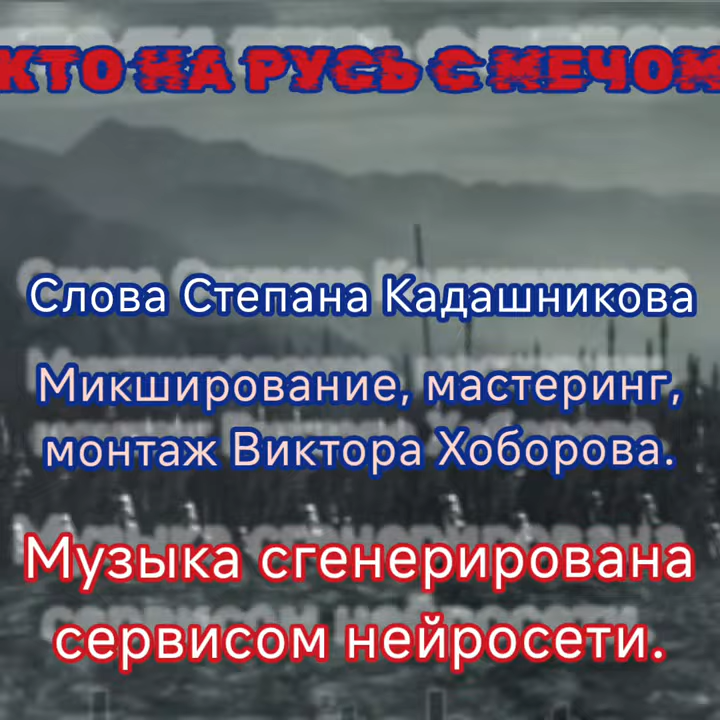 КТО НА РУСЬ С МЕЧОМ
Слова Степана Кадашникова
Микширование, мастеринг,
монтаж Виктора Хоборова.
Музыка сгенерирована
сервисом нейросети.